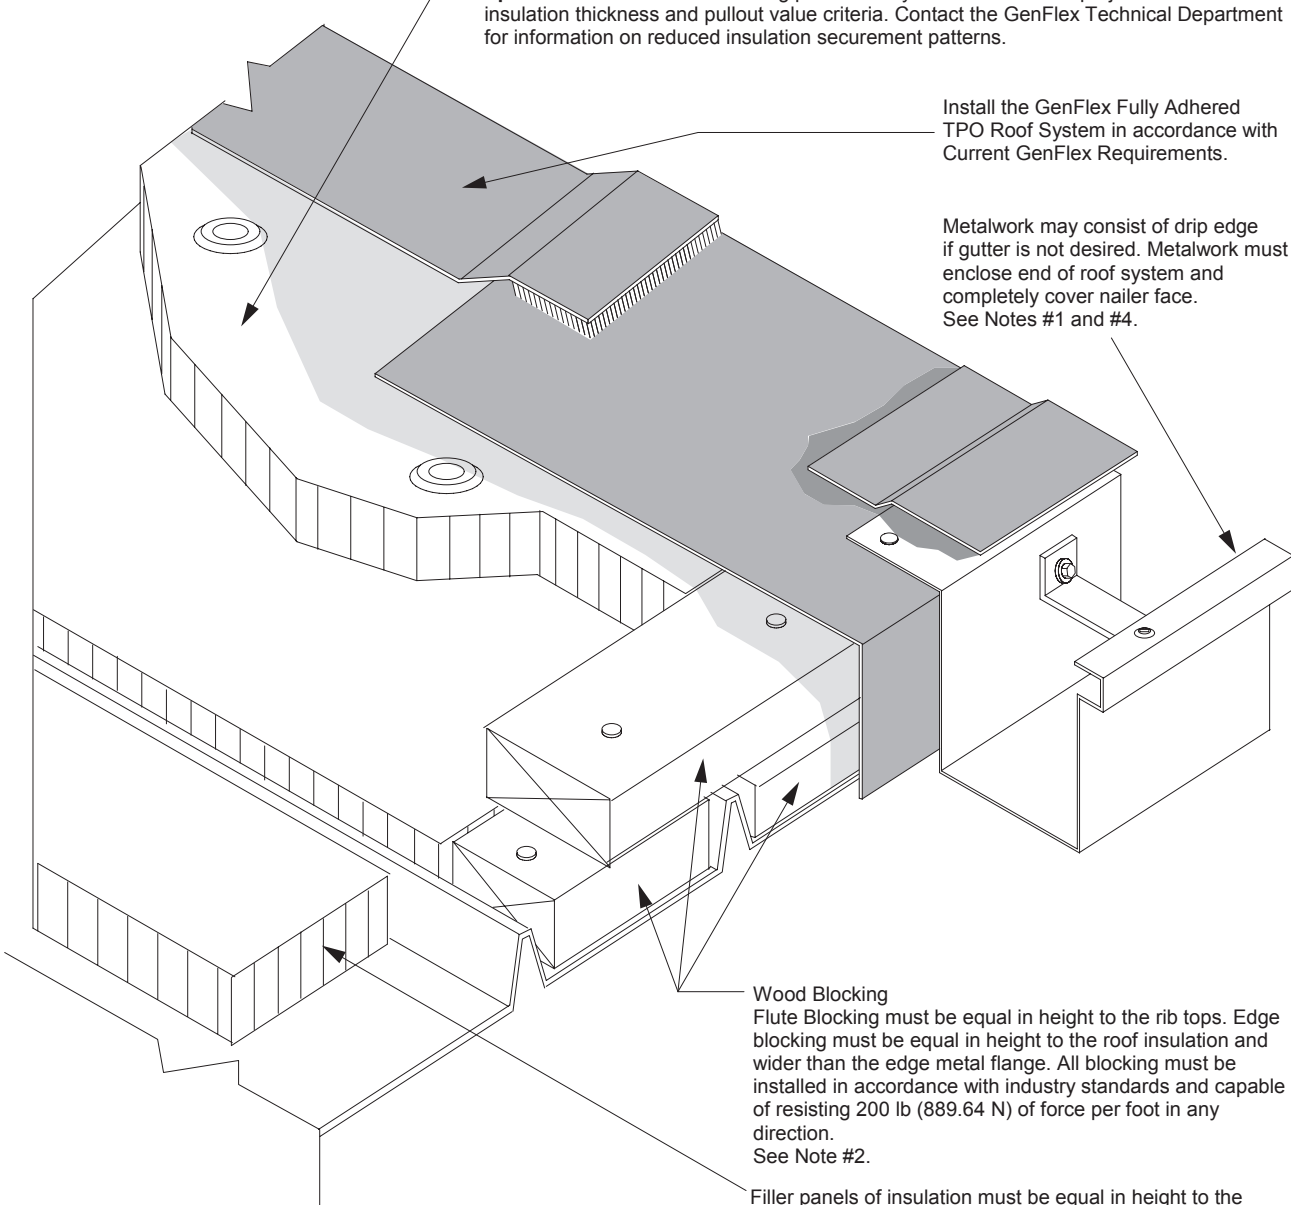 insulation thickness and pullout value criteria. Contact the GenFlex Technical Department
for information on reduced insulation securement patterns.
Install the GenFlex Fully Adhered
TPO Roof System in accordance with
Current GenFlex Requirements.
Metalwork may consist of drip edge
if gutter is not desired. Metalwork must
enclose end of roof system and
completely cover nailer face.
See Notes #1 and #4.
Wood Blocking
Flute Blocking must be equal in height to the rib tops. Edge
blocking must be equal in height to the roof insulation and
wider than the edge metal flange. All blocking must be
installed in accordance with industry standards and capable
of resisting 200 lb (889.64 N) of force per foot in any
direction.
See Note #2.
Filler panels of insulation must be equal in height to the